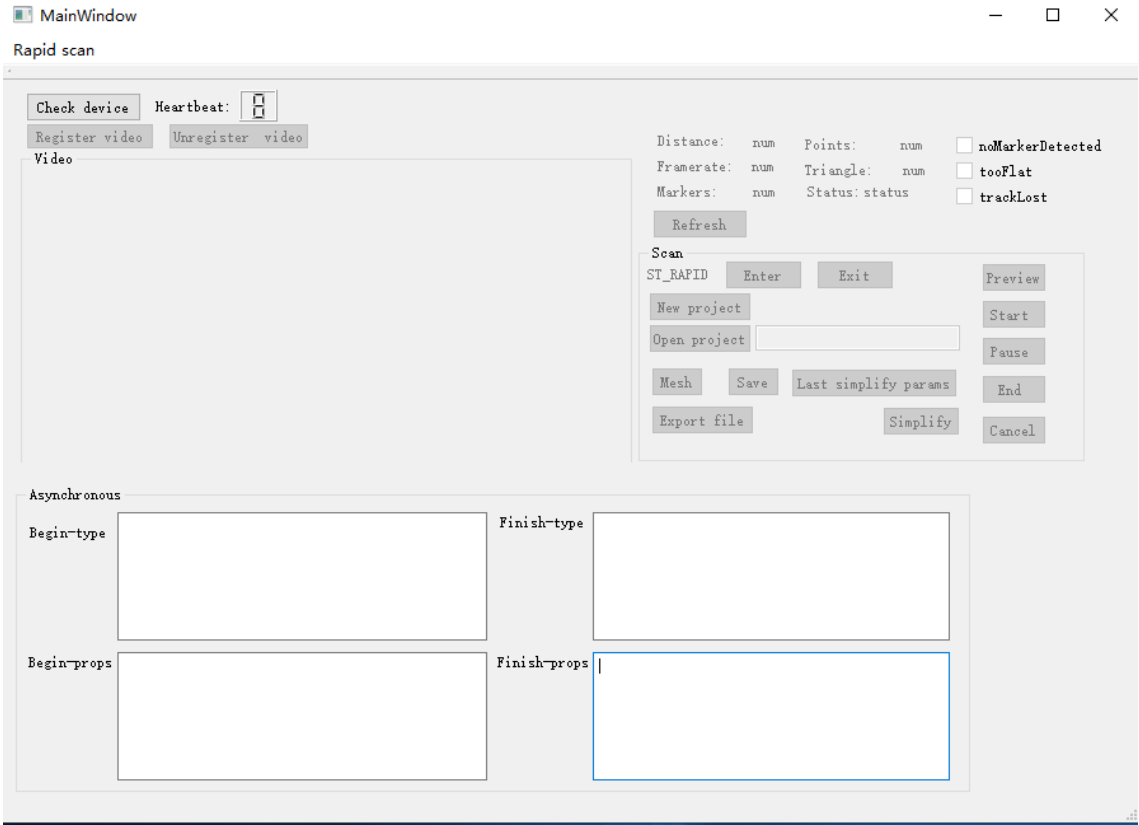 MainWindow
Rapid scan
Check device Heartbeat: 0
Register video Unregister video
Video
Distance: num Points: num noMarkerDetected
Framerate: num Triangle: num tooFlat
Markers: num Status: status trackLost
Refresh
Scan
ST_RAPID Enter Exit Preview
New project Start
Open project Pause
Mesh Save Last simplify params End
Export file Simplify Cancel
Asynchronous
Begin-type Finish-type
Begin-props Finish-props